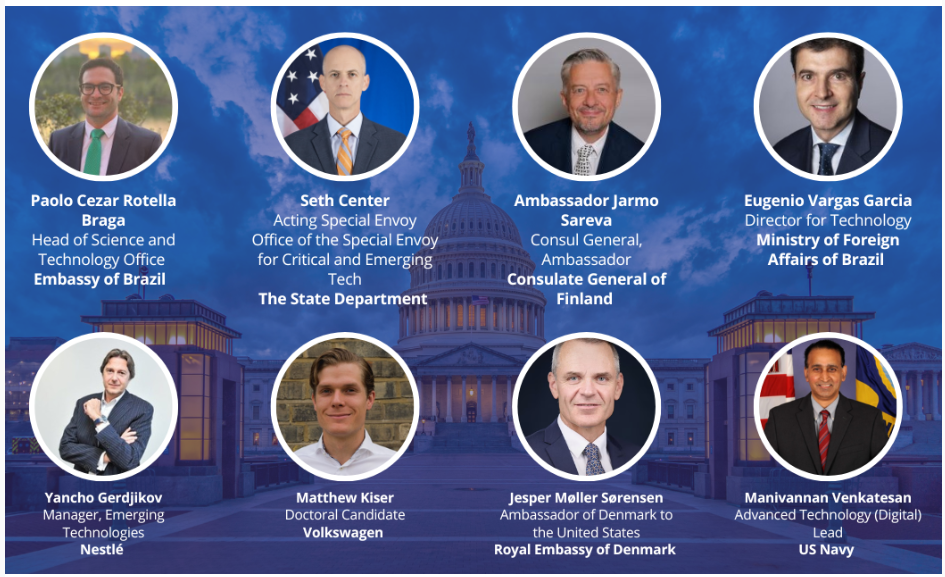 Paolo Cezar Rotella
Braga
Head of Science and
Technology Office
Embassy of Brazil
Seth Center
Acting Special Envoy
Office of the Special Envoy
for Critical and Emerging
Tech
The State Department
Ambassador Jarmo
Sareva
Consul General,
Ambassador
Consulate General of
Finland
Eugenio Vargas Garcia
Director for Technology
Ministry of Foreign
Affairs of Brazil
Yancho Gerdjikov
Manager, Emerging
Technologies
Nestlé
Matthew Kiser
Doctoral Candidate
Volkswagen
Jesper Møller Sørensen
Ambassador of Denmark to
the United States
Royal Embassy of Denmark
Manivannan Venkatesan
Advanced Technology (Digital)
Lead
US Navy